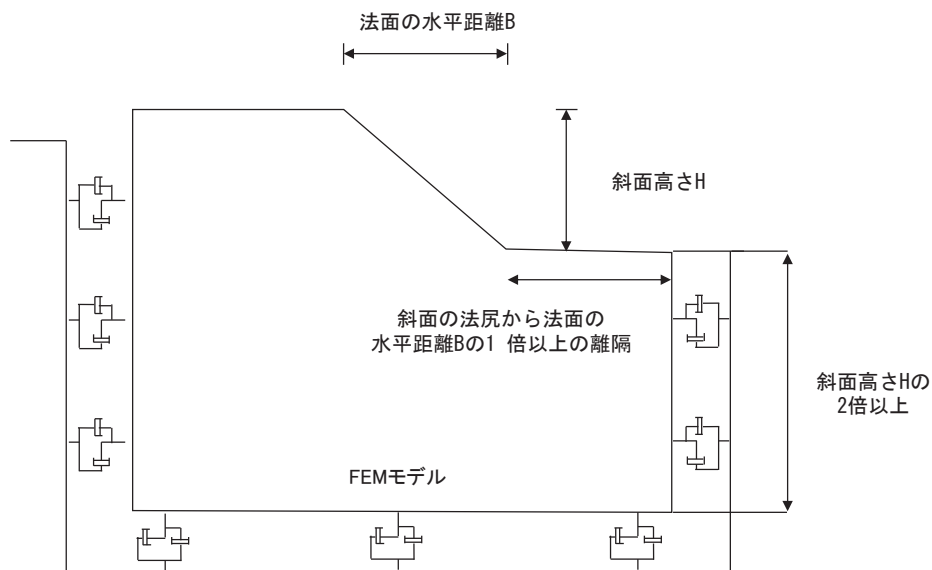 法面の水平距離B
斜面高さH
斜面の法尻から法面の
水平距離Bの1 倍以上の離隔
斜面高さHの
2倍以上
FEMモデル